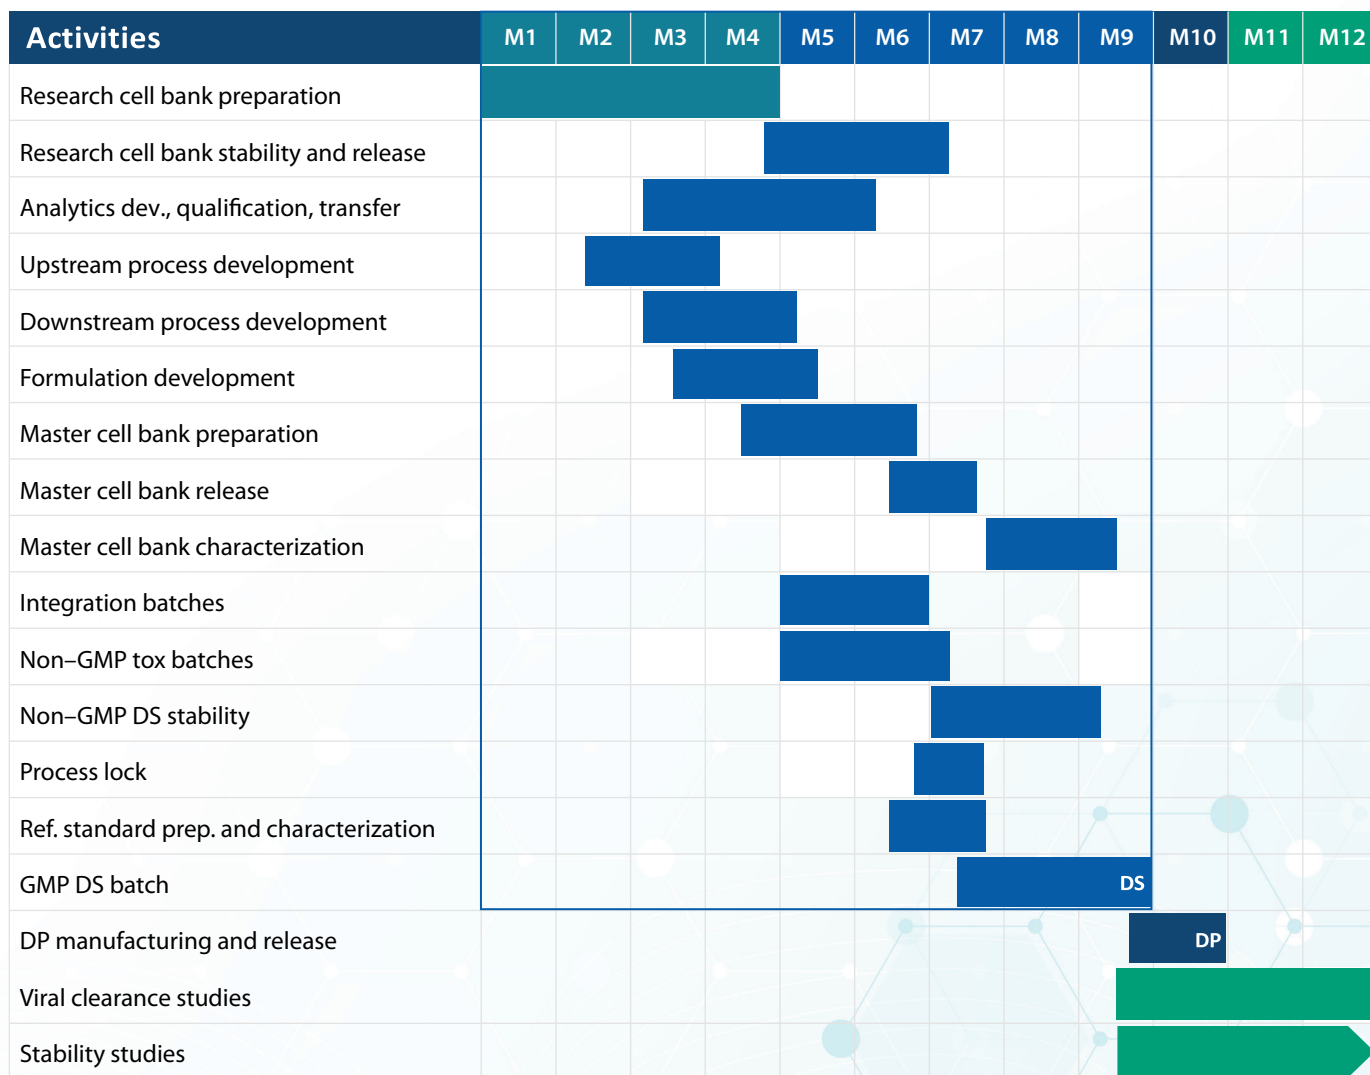 Activities M1 M2 M3 M4 M5 M6 M7 M8 M9 M10 M11 M12
Research cell bank preparation
Research cell bank stability and release
Analytics dev., qualification, transfer
Upstream process development
Downstream process development
Formulation development
Master cell bank preparation
Master cell bank release
Master cell bank characterization
Integration batches
Non–GMP tox batches
Non–GMP DS stability
Process lock
Ref. standard prep. and characterization
GMP DS batch DS
DP manufacturing and release DP
Viral clearance studies
Stability studies